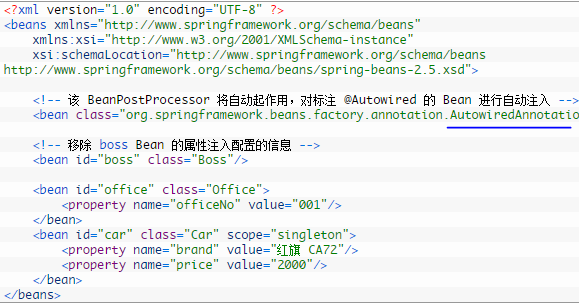 <?xml version="1.0" encoding="UTF-8" ?>
<beans xmlns="http://www.springframework.org/schema/beans"
xmlns:xsi="http://www.w3.org/2001/XMLSchema-instance"
xsi:schemaLocation="http://www.springframework.org/schema/beans
http://www.springframework.org/schema/beans/spring-beans-2.5.xsd">
<!-- 该 BeanPostProcessor 将自动起作用，对标注 @Autowired 的 Bean 进行自动注入 -->
<bean class="org.springframework.beans.factory.annotation.AutowiredAnnotatio
<!-- 移除 boss Bean 的属性注入配置的信息 -->
<bean id="boss" class="Boss"/>
<bean id="office" class="Office">
<property name="officeNo" value="001"/>
</bean>
<bean id="car" class="Car" scope="singleton">
<property name="brand" value="红旗 CA72"/>
<property name="price" value="2000"/>
</bean>
</beans>